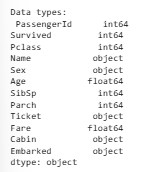 Data types:
PassengerId int64
Survived int64
Pclass int64
Name object
Sex object
Age float64
SibSp int64
Parch int64
Ticket object
Fare float64
Cabin object
Embarked object
dtype: object